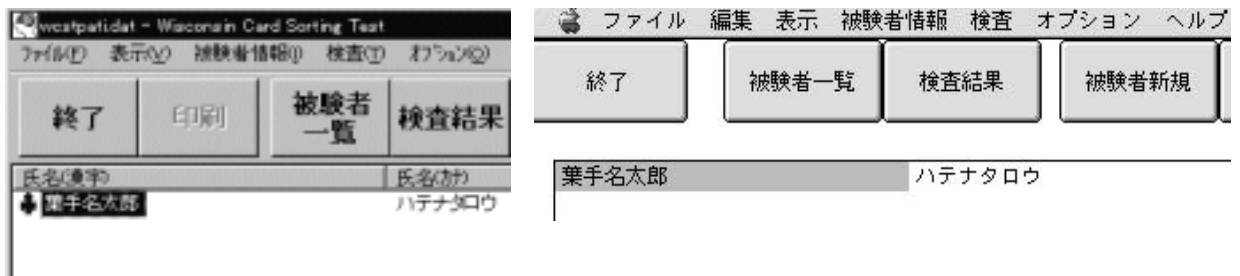 wcstpatidat - Wisconsin Card Sorting Test
ファイル(F) 表示(V) 被験者情報(I) 検査(T) オプション(O)
終了 印刷 被験者一覧 検査結果
氏名(漢字) 氏名(カナ)
葉手名太郎 ハテナタロウ
ファイル 編集 表示 被験者情報 検査 オプション ヘルプ
終了 被験者一覧 検査結果 被験者新規
葉手名太郎 ハテナタロウ